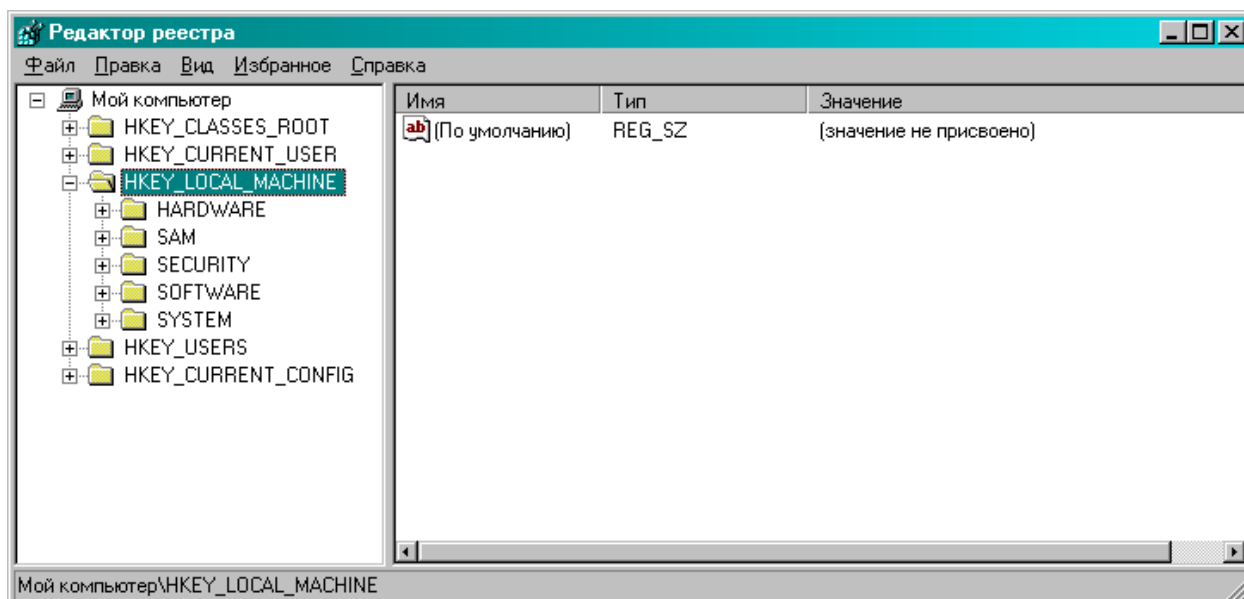 Редактор реестра
Файл Правка Вид Избранное Справка
Мой компьютер
HKEY_CLASSES_ROOT
HKEY_CURRENT_USER
HKEY_LOCAL_MACHINE
HARDWARE
SAM
SECURITY
SOFTWARE
SYSTEM
HKEY_USERS
HKEY_CURRENT_CONFIG
Имя Тип Значение
ab (По умолчанию) REG_SZ (значение не присвоено)
Мой компьютер\HKEY_LOCAL_MACHINE